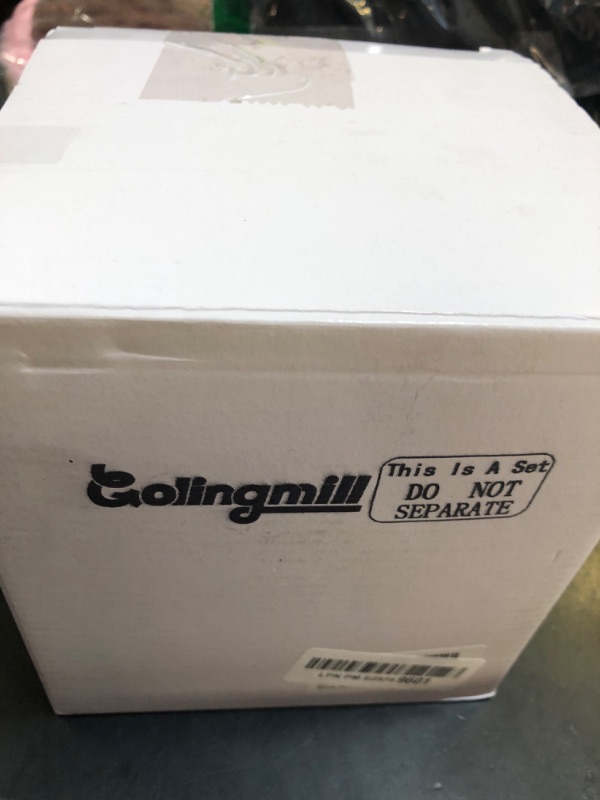 Golingmill
This Is A Set
DO NOT
SEPARATE